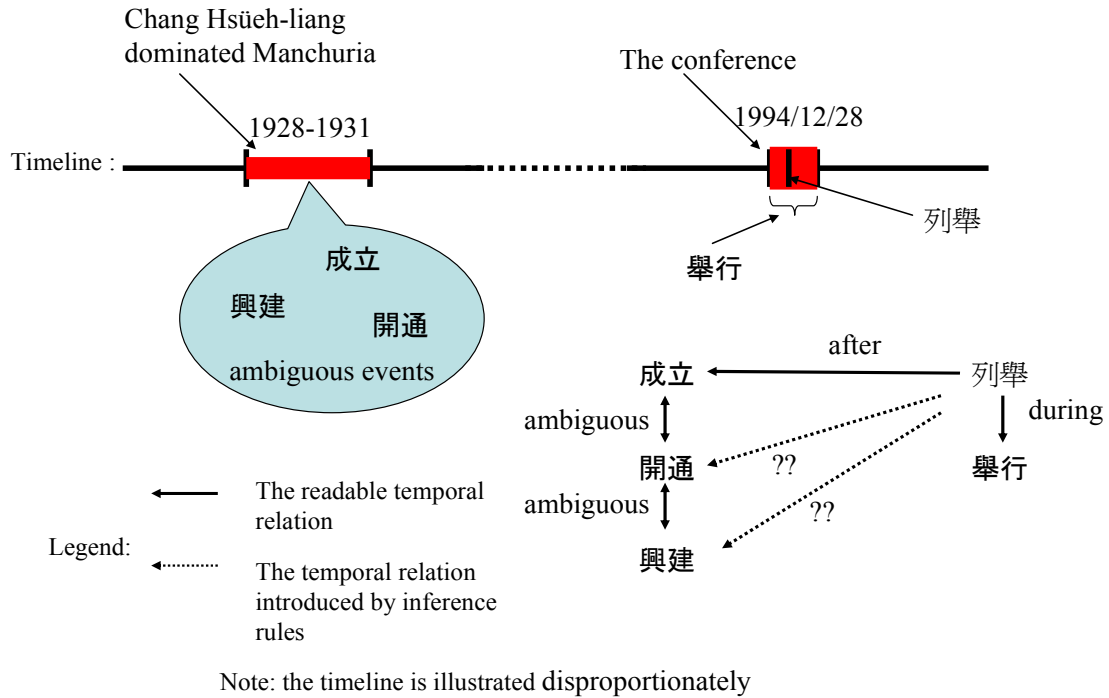 Chang Hsüeh-liang
dominated Manchuria
The conference
1928-1931
1994/12/28
Timeline :
列舉
舉行
成立
興建
開通
ambiguous events
after
成立
列舉
ambiguous
during
開通
??
舉行
ambiguous
??
興建
The readable temporal
relation
Legend:
The temporal relation
introduced by inference
rules
Note: the timeline is illustrated disproportionately